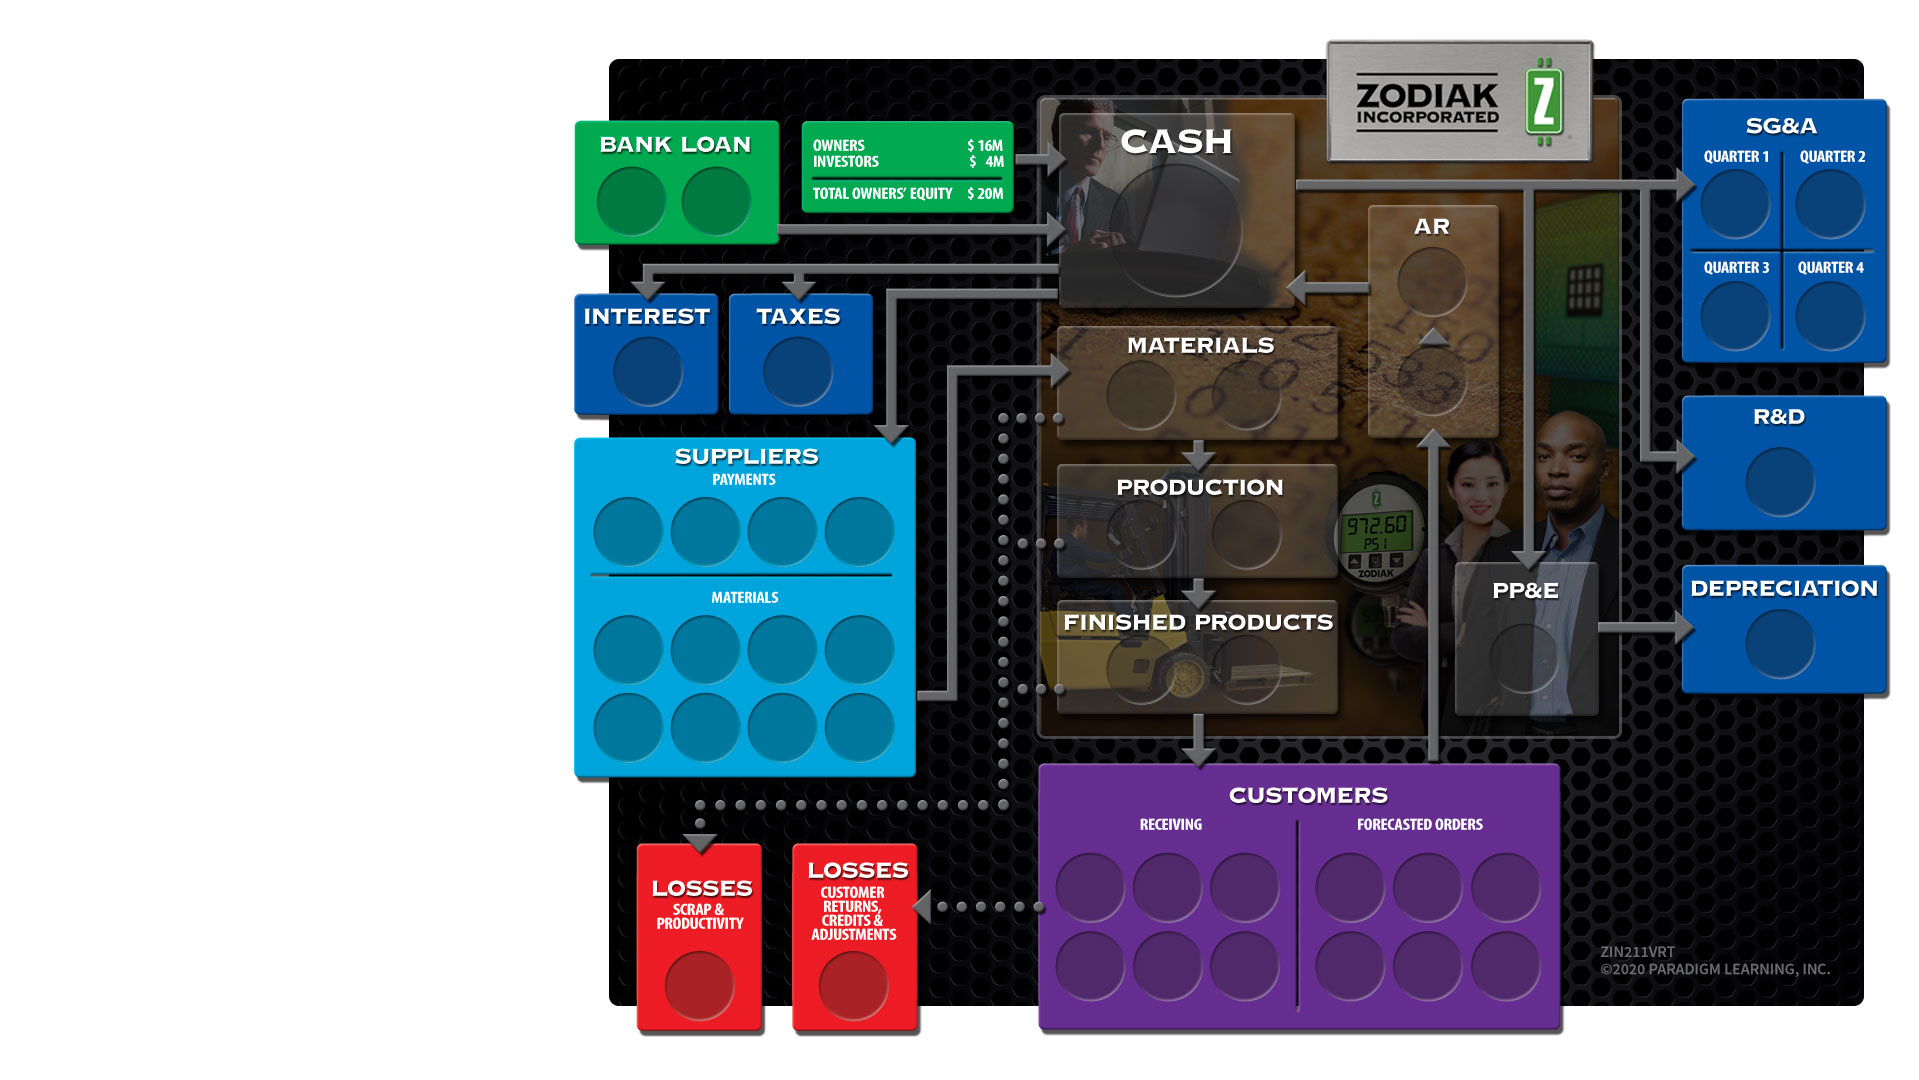 ZODIAK
INCORPORATED
Z
BANK LOAN
OWNERS $ 16M
INVESTORS $ 4M
TOTAL OWNERS' EQUITY $ 20M
CASH
SG&A
QUARTER 1 QUARTER 2
QUARTER 3 QUARTER 4
AR
INTEREST
TAXES
MATERIALS
R&D
SUPPLIERS
PAYMENTS
MATERIALS
PRODUCTION
Z
972.60
PSI
ZODIAK
FINISHED PRODUCTS
PP&E
DEPRECIATION
CUSTOMERS
RECEIVING
FORECASTED ORDERS
LOSSES
SCRAP &
PRODUCTIVITY
LOSSES
CUSTOMER
RETURNS,
CREDITS &
ADJUSTMENTS
ZIN211VRT
©2020 PARADIGM LEARNING, INC.